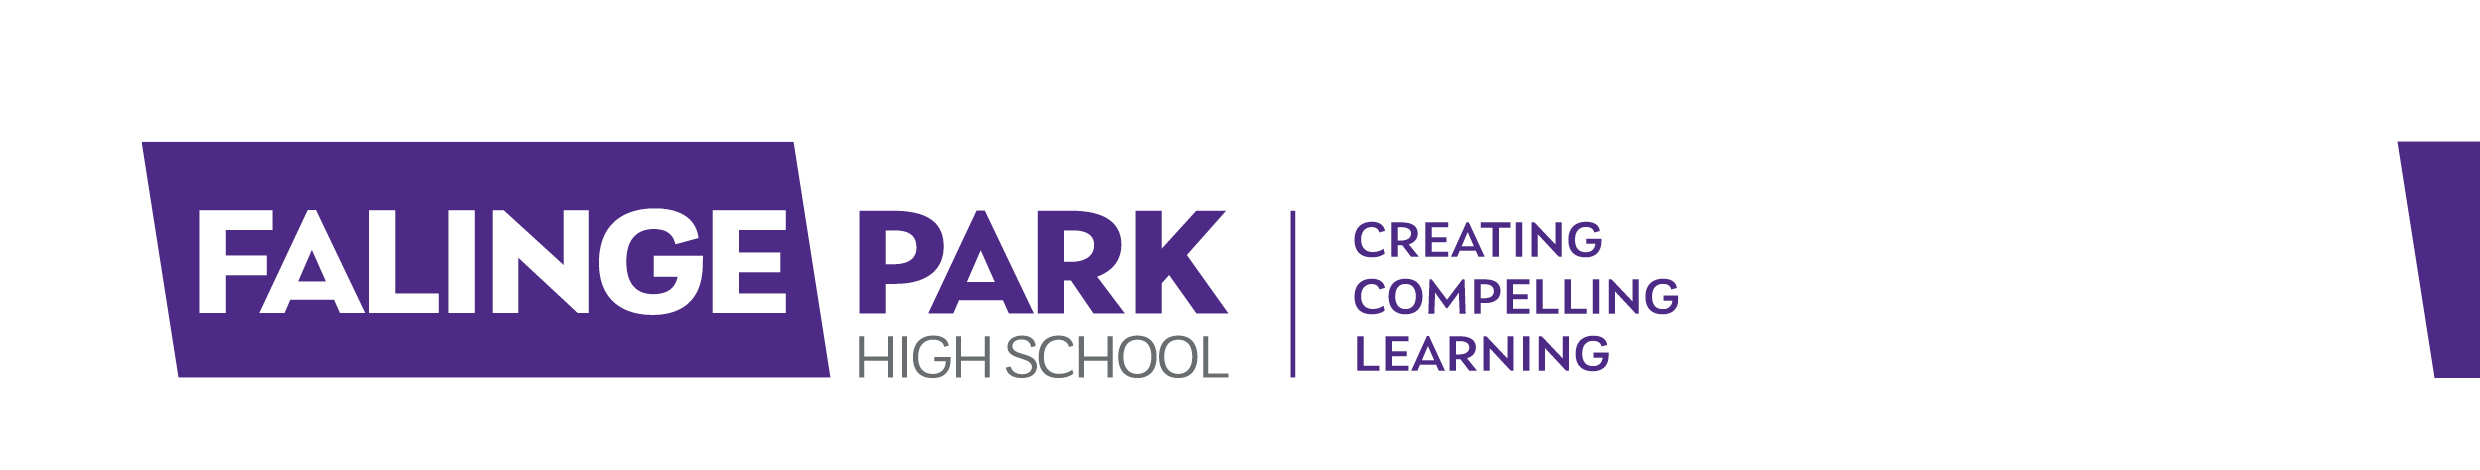 FALINGE PARK
HIGH SCHOOL
CREATING
COMPELLING
LEARNING